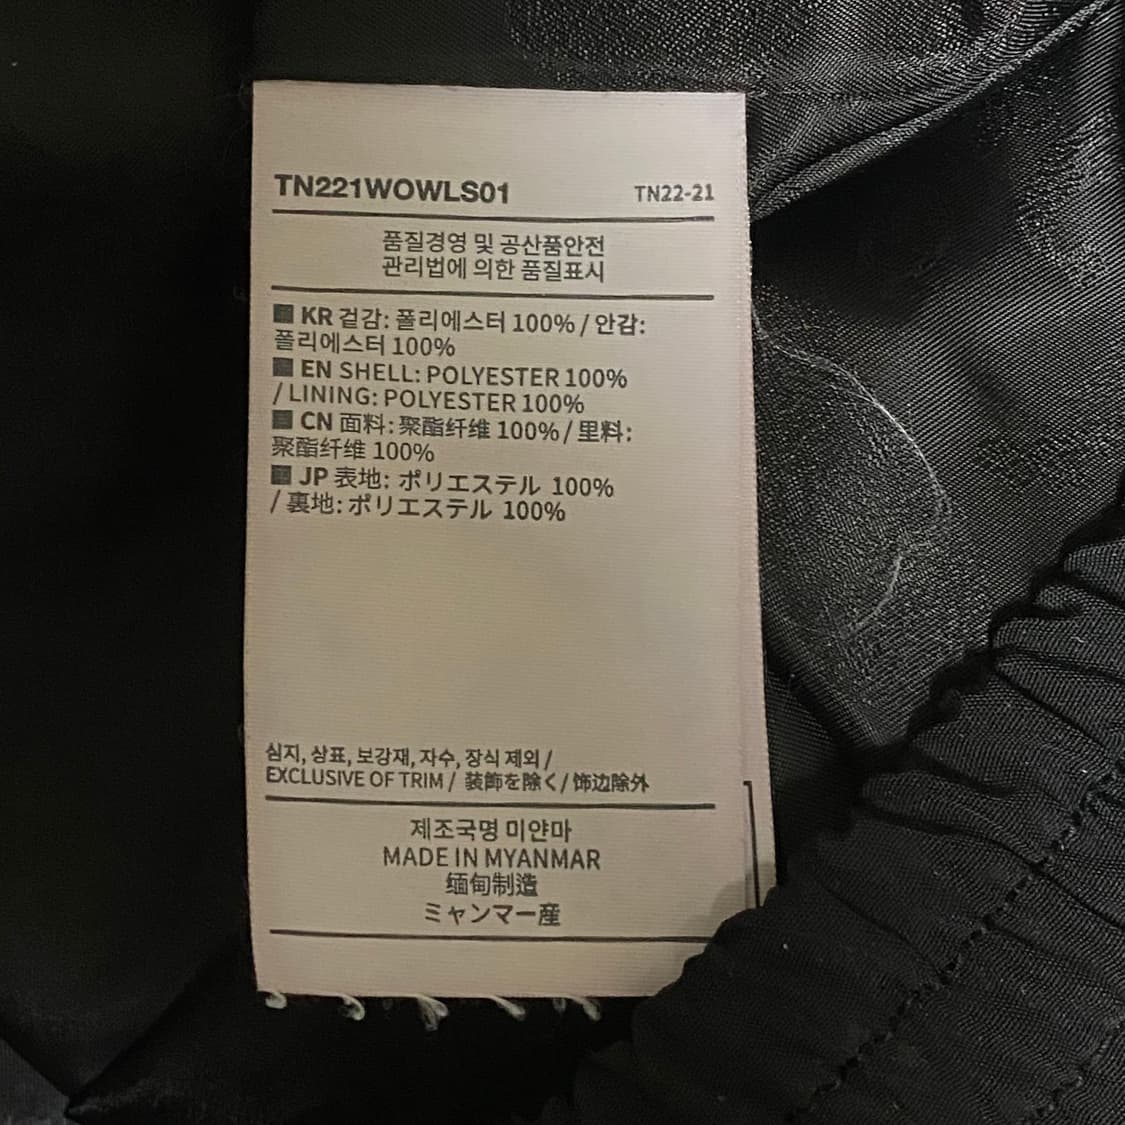 TN221WOWLS01 TN22-21
품질경영 및 공산품안전
관리법에 의한 품질표시
■ KR 겉감: 폴리에스터 100% / 안감:
폴리에스터 100%
■ EN SHELL: POLYESTER 100%
/ LINING: POLYESTER 100%
■ CN 面料: 聚酯纤维 100% / 里料:
聚酯纤维 100%
■ JP 表地: ポリエステル 100%
/ 裏地: ポリエステル 100%
심지, 상표, 보강재, 자수, 장식 제외 /
EXCLUSIVE OF TRIM / 装飾を除く / 饰边除外
제조국명 미얀마
MADE IN MYANMAR
缅甸制造
ミャンマー産